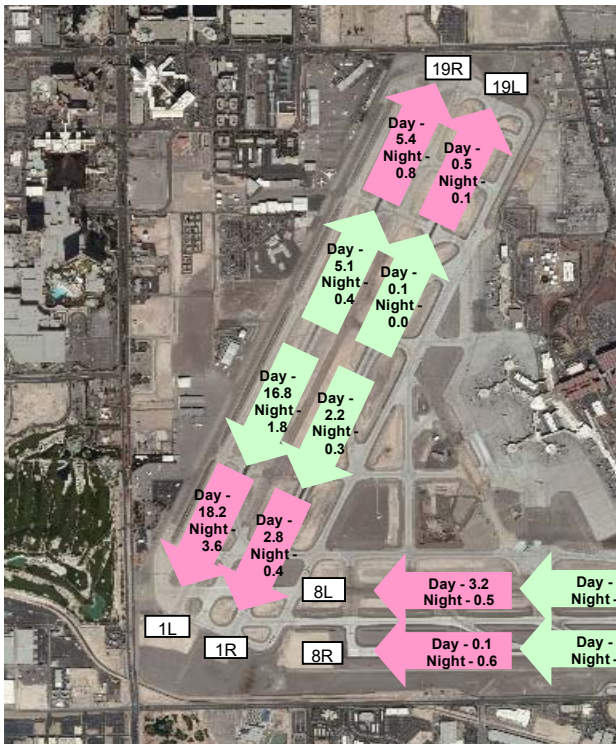 19R
19L
Day -
5.4
Night -
0.8
Day -
0.5
Night -
0.1
Day -
5.1
Night -
0.4
Day -
0.1
Night -
0.0
Day -
16.8
Night -
1.8
Day -
2.2
Night -
0.3
Day -
18.2
Night -
3.6
Day -
2.8
Night -
0.4
8L
Day - 3.2
Night - 0.5
Day -
Night -
1L
1R
8R
Day - 0.1
Night - 0.6
Day -
Night -